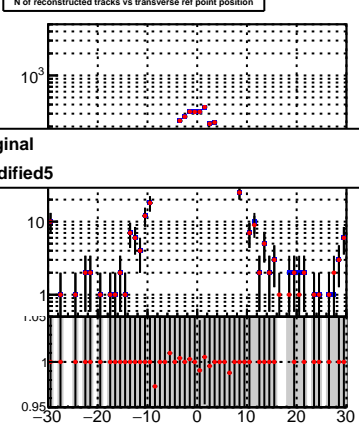 N of reconstructed tracks vs transverse ref point position
10³
ginal
dified5
10
1
1.05
1
0.95
−30 −20 −10 0 10 20 30